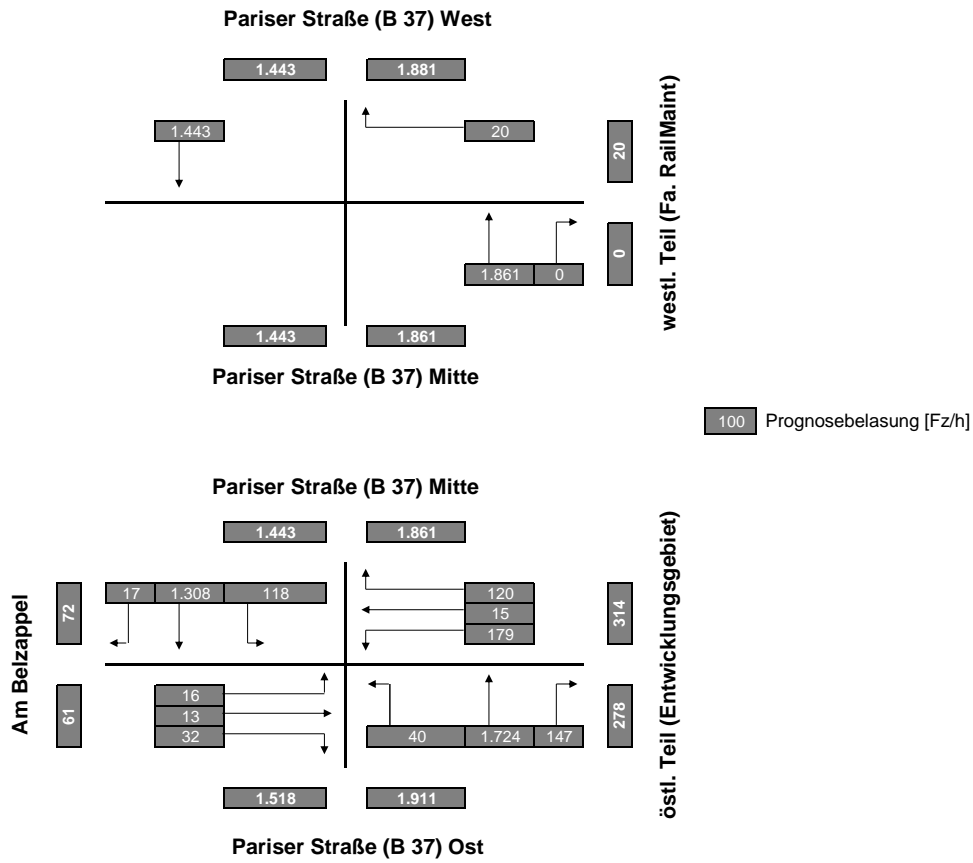 Pariser Straße (B 37) West
1.443 1.881
1.443 20
20
westl. Teil (Fa. RailMaint)
0
1.861 0
1.443 1.861
Pariser Straße (B 37) Mitte
100 Prognosebelasung [Fz/h]
Pariser Straße (B 37) Mitte
1.443 1.861
Am Belzappel
72
17 1.308 118
120
15
179
314
östl. Teil (Entwicklungsgebiet)
61
16
13
32
40 1.724 147
278
1.518 1.911
Pariser Straße (B 37) Ost